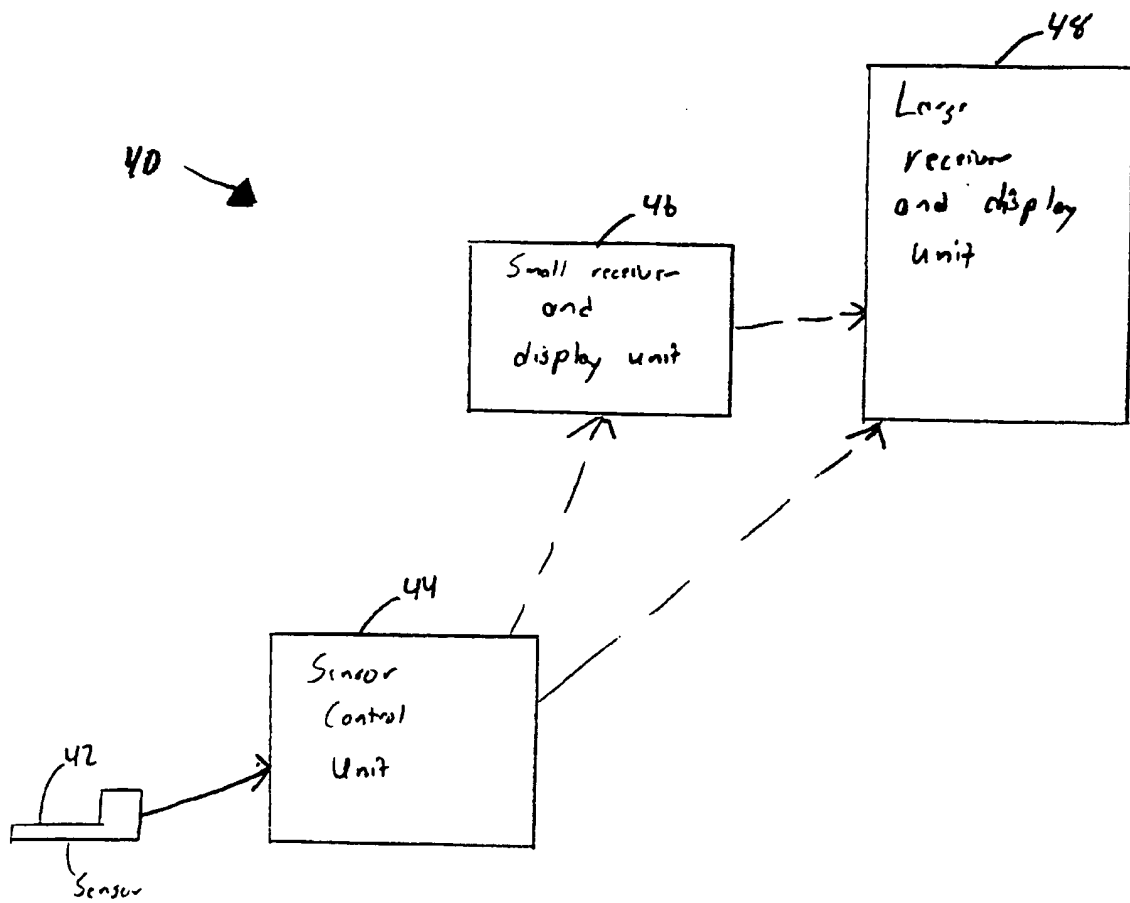 48
Large
receiver
and display
unit
40
46
Small receiver
and
display unit
44
Sensor
Control
Unit
42
Sensor